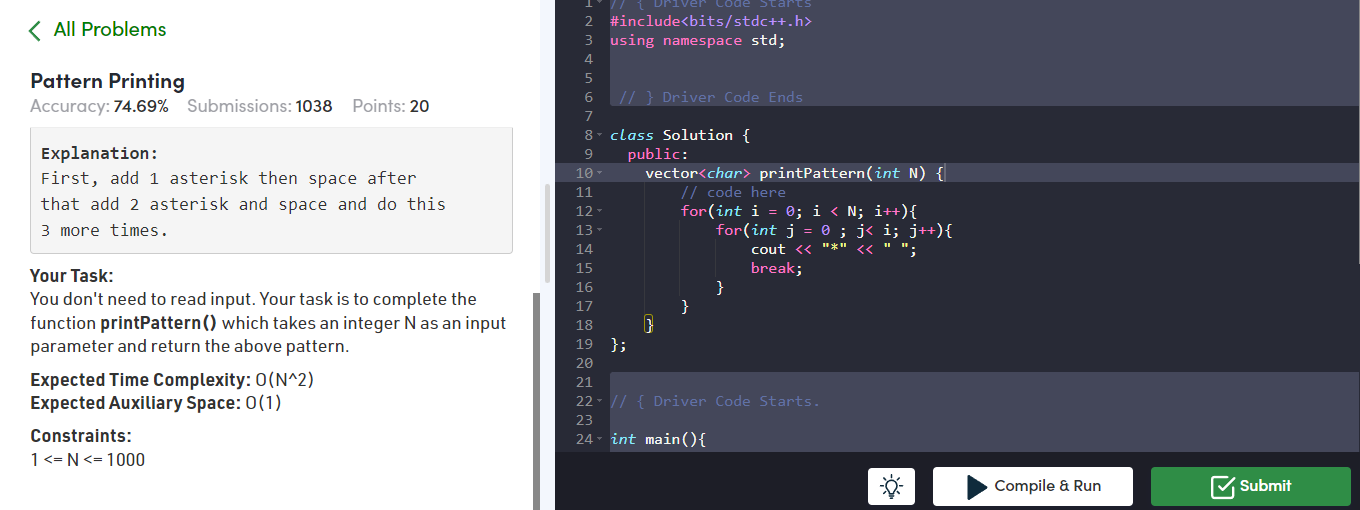 All Problems
Pattern Printing
Accuracy: 74.69% Submissions: 1038 Points: 20
Explanation:
First, add 1 asterisk then space after
that add 2 asterisk and space and do this
3 more times.
Your Task:
You don't need to read input. Your task is to complete the
function printPattern() which takes an integer N as an input
parameter and return the above pattern.
Expected Time Complexity: O(N^2)
Expected Auxiliary Space: O(1)
Constraints:
1 <= N <= 1000
1 // { Driver Code Starts
2 #include<bits/stdc++.h>
3 using namespace std;
4
5
6 // } Driver Code Ends
7
8 class Solution {
9 public:
10 vector<char> printPattern(int N) {
11 // code here
12 for(int i = 0; i < N; i++){
13 for(int j = 0 ; j< i; j++){
14 cout << "*" << " ";
15 break;
16 }
17 }
18 }
19 };
20
21
22 // { Driver Code Starts.
23
24 int main(){
Compile & Run
Submit